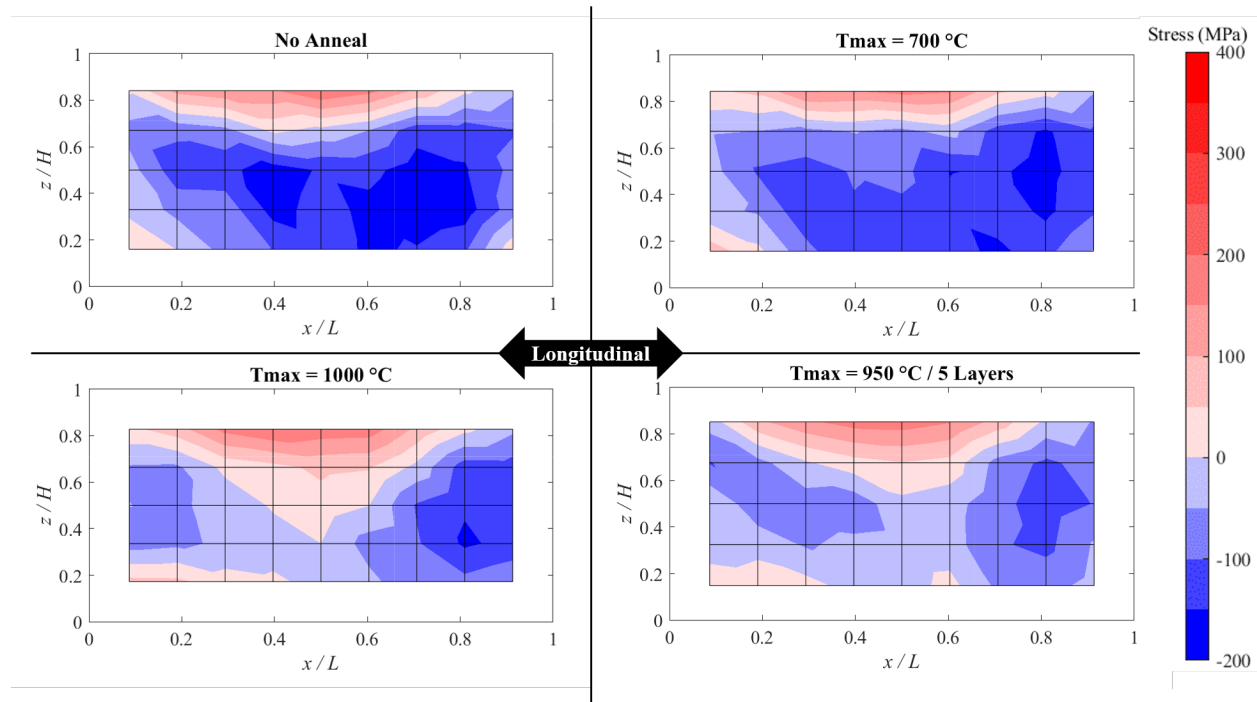 No Anneal
1
0.8
0.6
0.4
0.2
0
z / H
0 0.2 0.4 0.6 0.8 1
x / L
Tmax = 700 °C
1
0.8
0.6
0.4
0.2
0
z / H
0 0.2 0.4 0.6 0.8 1
x / L
Stress (MPa)
400
300
200
100
0
-100
-200
Longitudinal
Tmax = 1000 °C
1
0.8
0.6
0.4
0.2
0
z / H
0 0.2 0.4 0.6 0.8 1
x / L
Tmax = 950 °C / 5 Layers
1
0.8
0.6
0.4
0.2
0
z / H
0 0.2 0.4 0.6 0.8 1
x / L